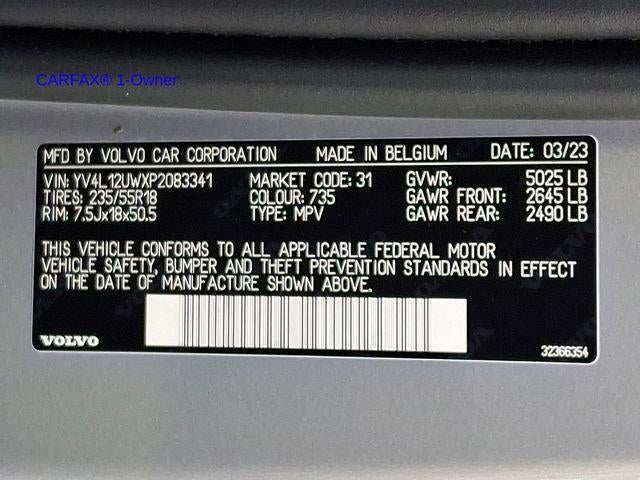 CARFAX® 1-Owner
MFD BY VOLVO CAR CORPORATION MADE IN BELGIUM DATE: 03/23
VIN: YV4L12UWXP2083341 MARKET CODE: 31 GVWR: 5025 LB
TIRES: 235/55R18 COLOUR: 735 GAWR FRONT: 2645 LB
RIM: 7.5Jx18x50.5 TYPE: MPV GAWR REAR: 2490 LB
THIS VEHICLE CONFORMS TO ALL APPLICABLE FEDERAL MOTOR
VEHICLE SAFETY, BUMPER AND THEFT PREVENTION STANDARDS IN EFFECT
ON THE DATE OF MANUFACTURE SHOWN ABOVE.
VOLVO
32366354